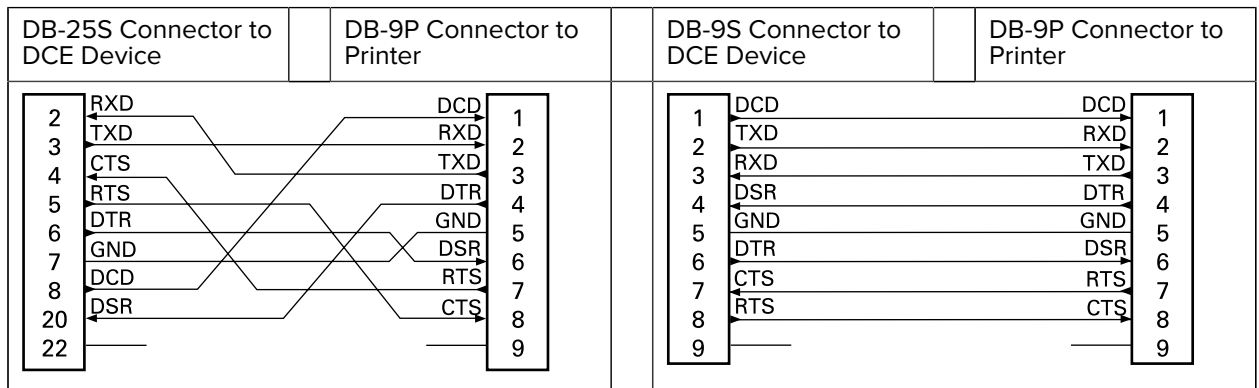 DB-25S Connector to
DCE Device
DB-9P Connector to
Printer
DB-9S Connector to
DCE Device
DB-9P Connector to
Printer
2 RXD DCD 1
3 TXD RXD 2
4 CTS TXD 3
5 RTS DTR 4
6 DTR GND 5
7 GND DSR 6
8 DCD RTS 7
20 DSR CTS 8
22 9
1 DCD DCD 1
2 TXD RXD 2
3 RXD TXD 3
4 DSR DTR 4
5 GND GND 5
6 DTR DSR 6
7 CTS RTS 7
8 RTS CTS 8
9 9